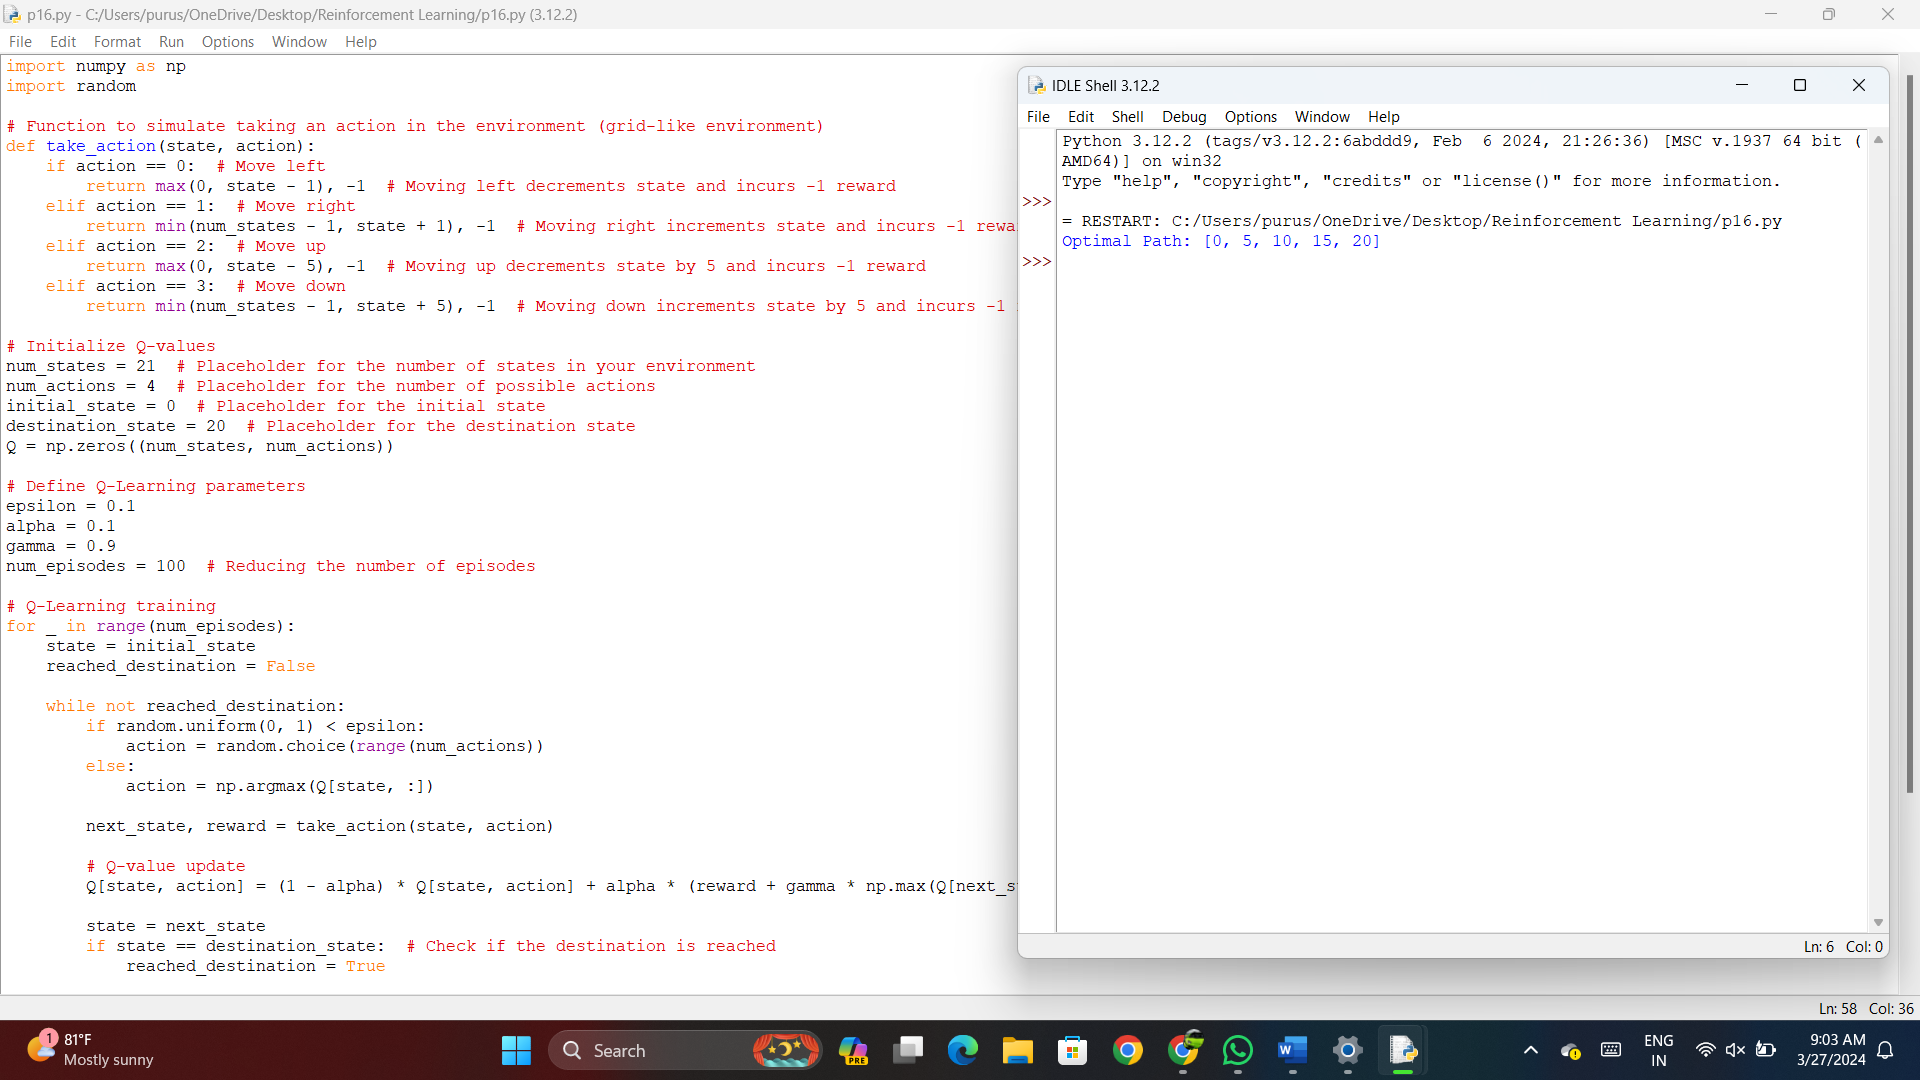 p16.py - C:/Users/purus/OneDrive/Desktop/Reinforcement Learning/p16.py (3.12.2)
File Edit Format Run Options Window Help
import numpy as np
import random
# Function to simulate taking an action in the environment (grid-like environment)
def take_action(state, action):
    if action == 0:  # Move left
        return max(0, state - 1), -1  # Moving left decrements state and incurs -1 reward
    elif action == 1:  # Move right
        return min(num_states - 1, state + 1), -1  # Moving right increments state and incurs -1 rewa
    elif action == 2:  # Move up
        return max(0, state - 5), -1  # Moving up decrements state by 5 and incurs -1 reward
    elif action == 3:  # Move down
        return min(num_states - 1, state + 5), -1  # Moving down increments state by 5 and incurs -1
# Initialize Q-values
num_states = 21  # Placeholder for the number of states in your environment
num_actions = 4  # Placeholder for the number of possible actions
initial_state = 0  # Placeholder for the initial state
destination_state = 20  # Placeholder for the destination state
Q = np.zeros((num_states, num_actions))
# Define Q-Learning parameters
epsilon = 0.1
alpha = 0.1
gamma = 0.9
num_episodes = 100  # Reducing the number of episodes
# Q-Learning training
for _ in range(num_episodes):
    state = initial_state
    reached_destination = False
    while not reached_destination:
        if random.uniform(0, 1) < epsilon:
            action = random.choice(range(num_actions))
        else:
            action = np.argmax(Q[state, :])
        next_state, reward = take_action(state, action)
        # Q-value update
        Q[state, action] = (1 - alpha) * Q[state, action] + alpha * (reward + gamma * np.max(Q[next_s
        state = next_state
        if state == destination_state:  # Check if the destination is reached
            reached_destination = True
IDLE Shell 3.12.2
File Edit Shell Debug Options Window Help
Python 3.12.2 (tags/v3.12.2:6abddd9, Feb  6 2024, 21:26:36) [MSC v.1937 64 bit (
AMD64)] on win32
Type "help", "copyright", "credits" or "license()" for more information.
>>>
= RESTART: C:/Users/purus/OneDrive/Desktop/Reinforcement Learning/p16.py
Optimal Path: [0, 5, 10, 15, 20]
>>>
Ln: 6 Col: 0
Ln: 58 Col: 36
1
81°F
Mostly sunny
Search
PRE
W
ENG
IN
9:03 AM
3/27/2024